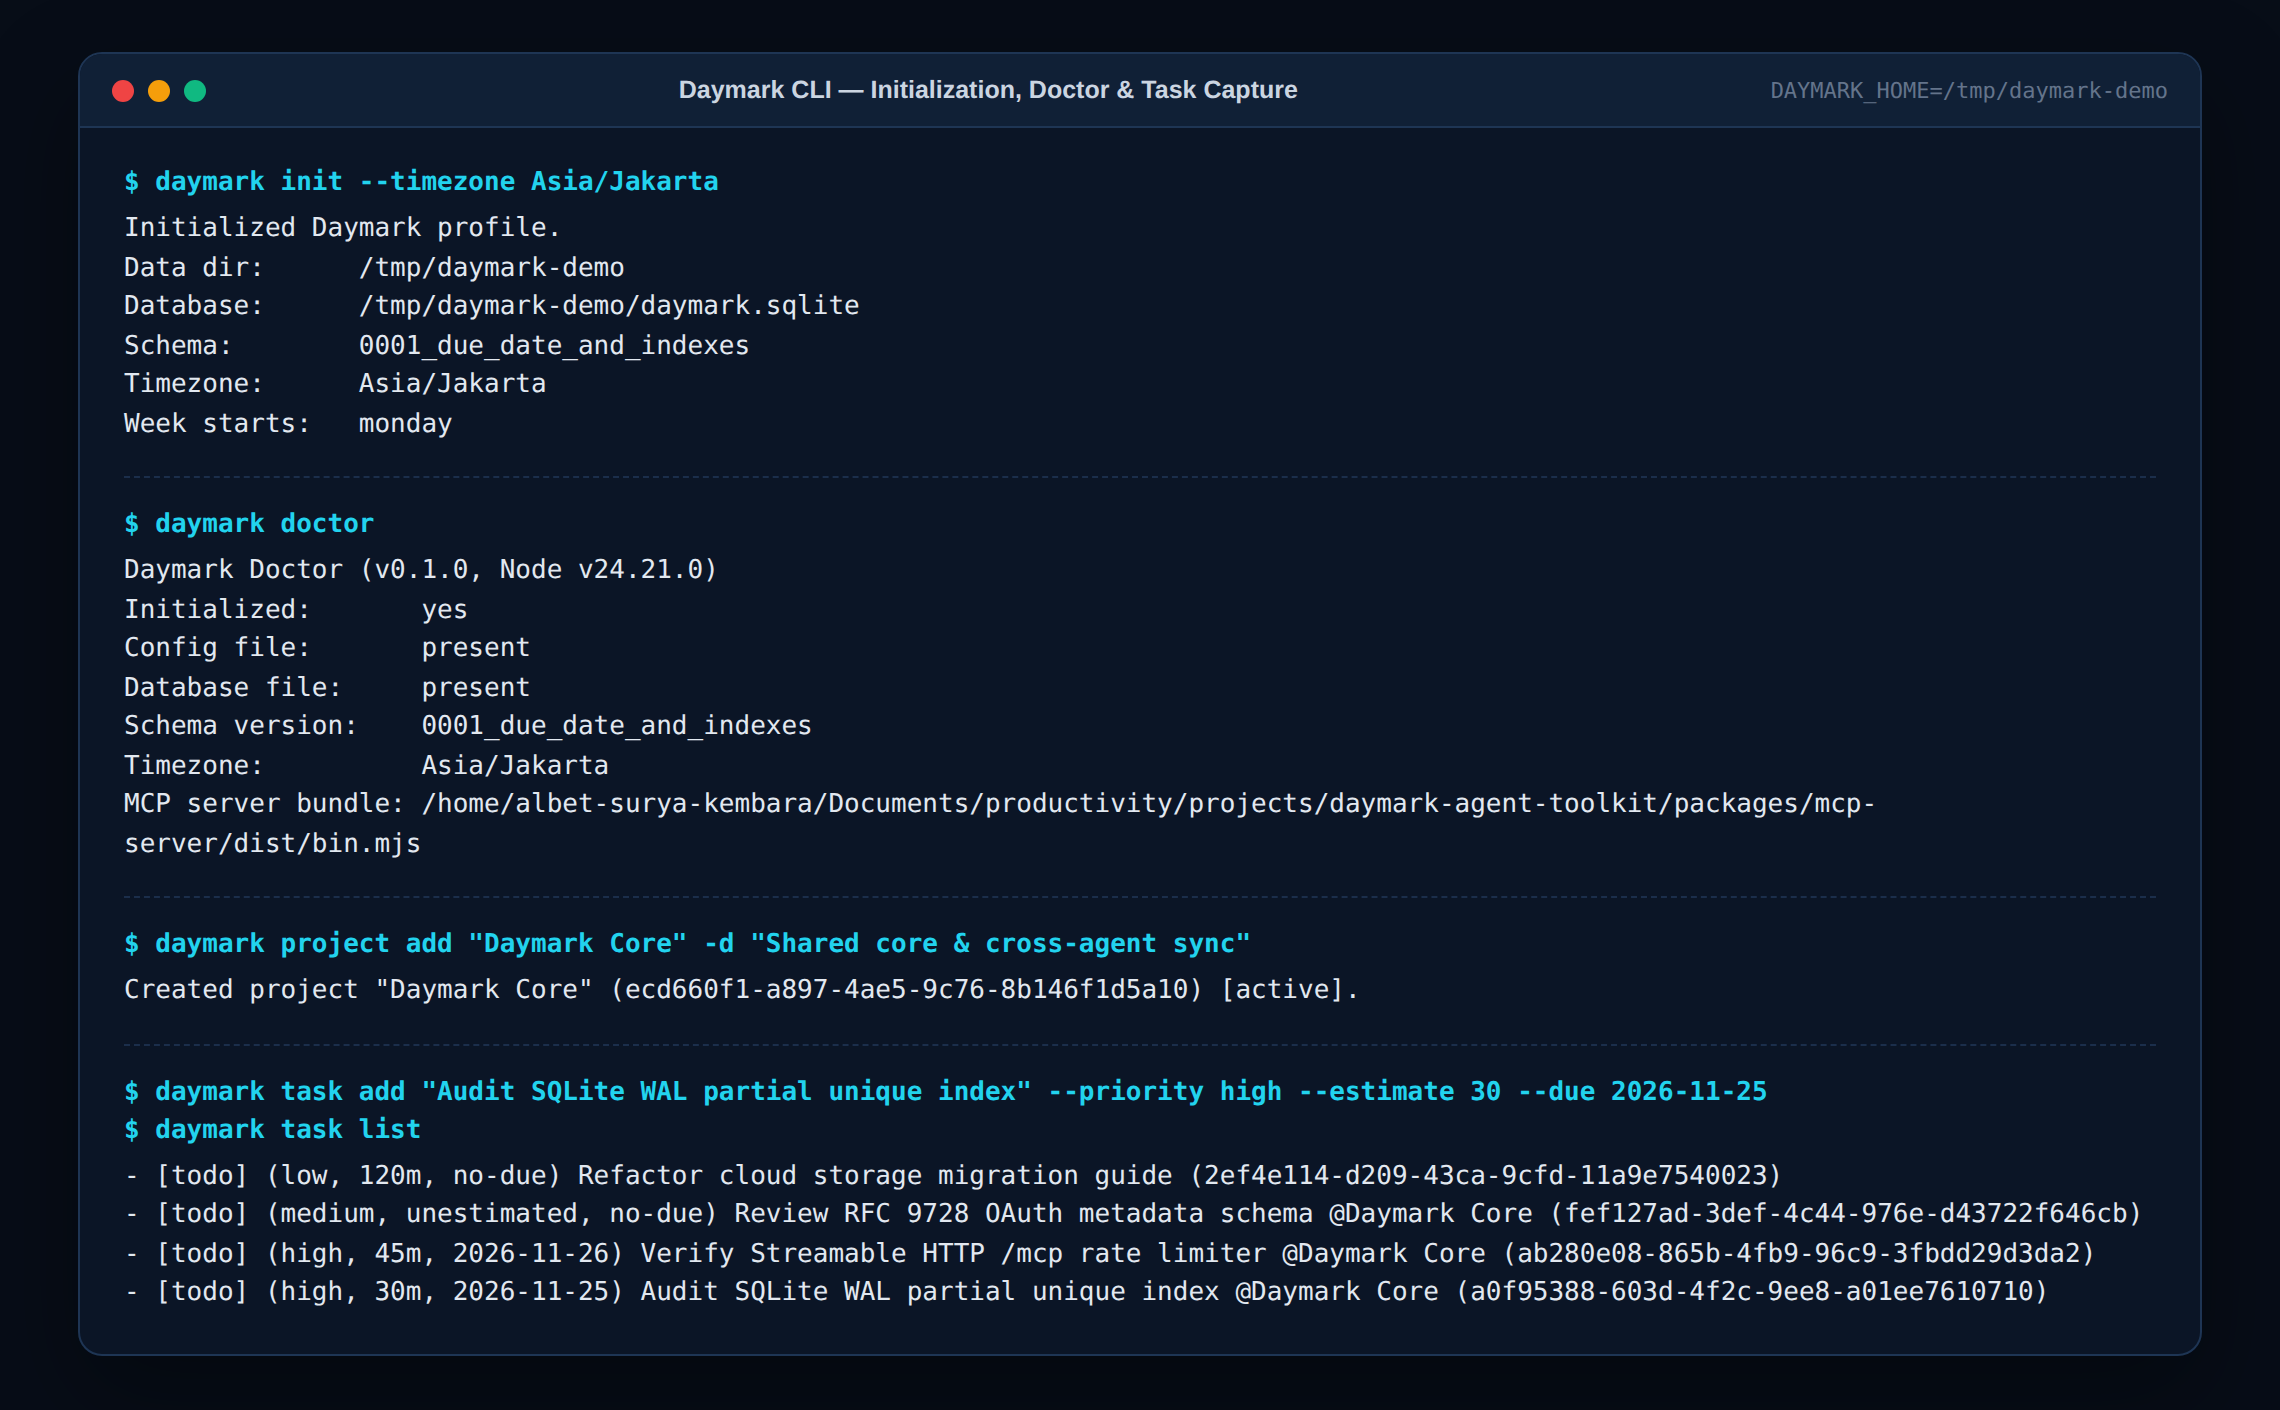 Daymark CLI — Initialization, Doctor & Task Capture
DAYMARK_HOME=/tmp/daymark-demo
$ daymark init --timezone Asia/Jakarta
Initialized Daymark profile.
Data dir:      /tmp/daymark-demo
Database:      /tmp/daymark-demo/daymark.sqlite
Schema:        0001_due_date_and_indexes
Timezone:      Asia/Jakarta
Week starts:   monday
$ daymark doctor
Daymark Doctor (v0.1.0, Node v24.21.0)
Initialized:       yes
Config file:       present
Database file:     present
Schema version:    0001_due_date_and_indexes
Timezone:          Asia/Jakarta
MCP server bundle: /home/albet-surya-kembara/Documents/productivity/projects/daymark-agent-toolkit/packages/mcp-
server/dist/bin.mjs
$ daymark project add "Daymark Core" -d "Shared core & cross-agent sync"
Created project "Daymark Core" (ecd660f1-a897-4ae5-9c76-8b146f1d5a10) [active].
$ daymark task add "Audit SQLite WAL partial unique index" --priority high --estimate 30 --due 2026-11-25
$ daymark task list
- [todo] (low, 120m, no-due) Refactor cloud storage migration guide (2ef4e114-d209-43ca-9cfd-11a9e7540023)
- [todo] (medium, unestimated, no-due) Review RFC 9728 OAuth metadata schema @Daymark Core (fef127ad-3def-4c44-976e-d43722f646cb)
- [todo] (high, 45m, 2026-11-26) Verify Streamable HTTP /mcp rate limiter @Daymark Core (ab280e08-865b-4fb9-96c9-3fbdd29d3da2)
- [todo] (high, 30m, 2026-11-25) Audit SQLite WAL partial unique index @Daymark Core (a0f95388-603d-4f2c-9ee8-a01ee7610710)